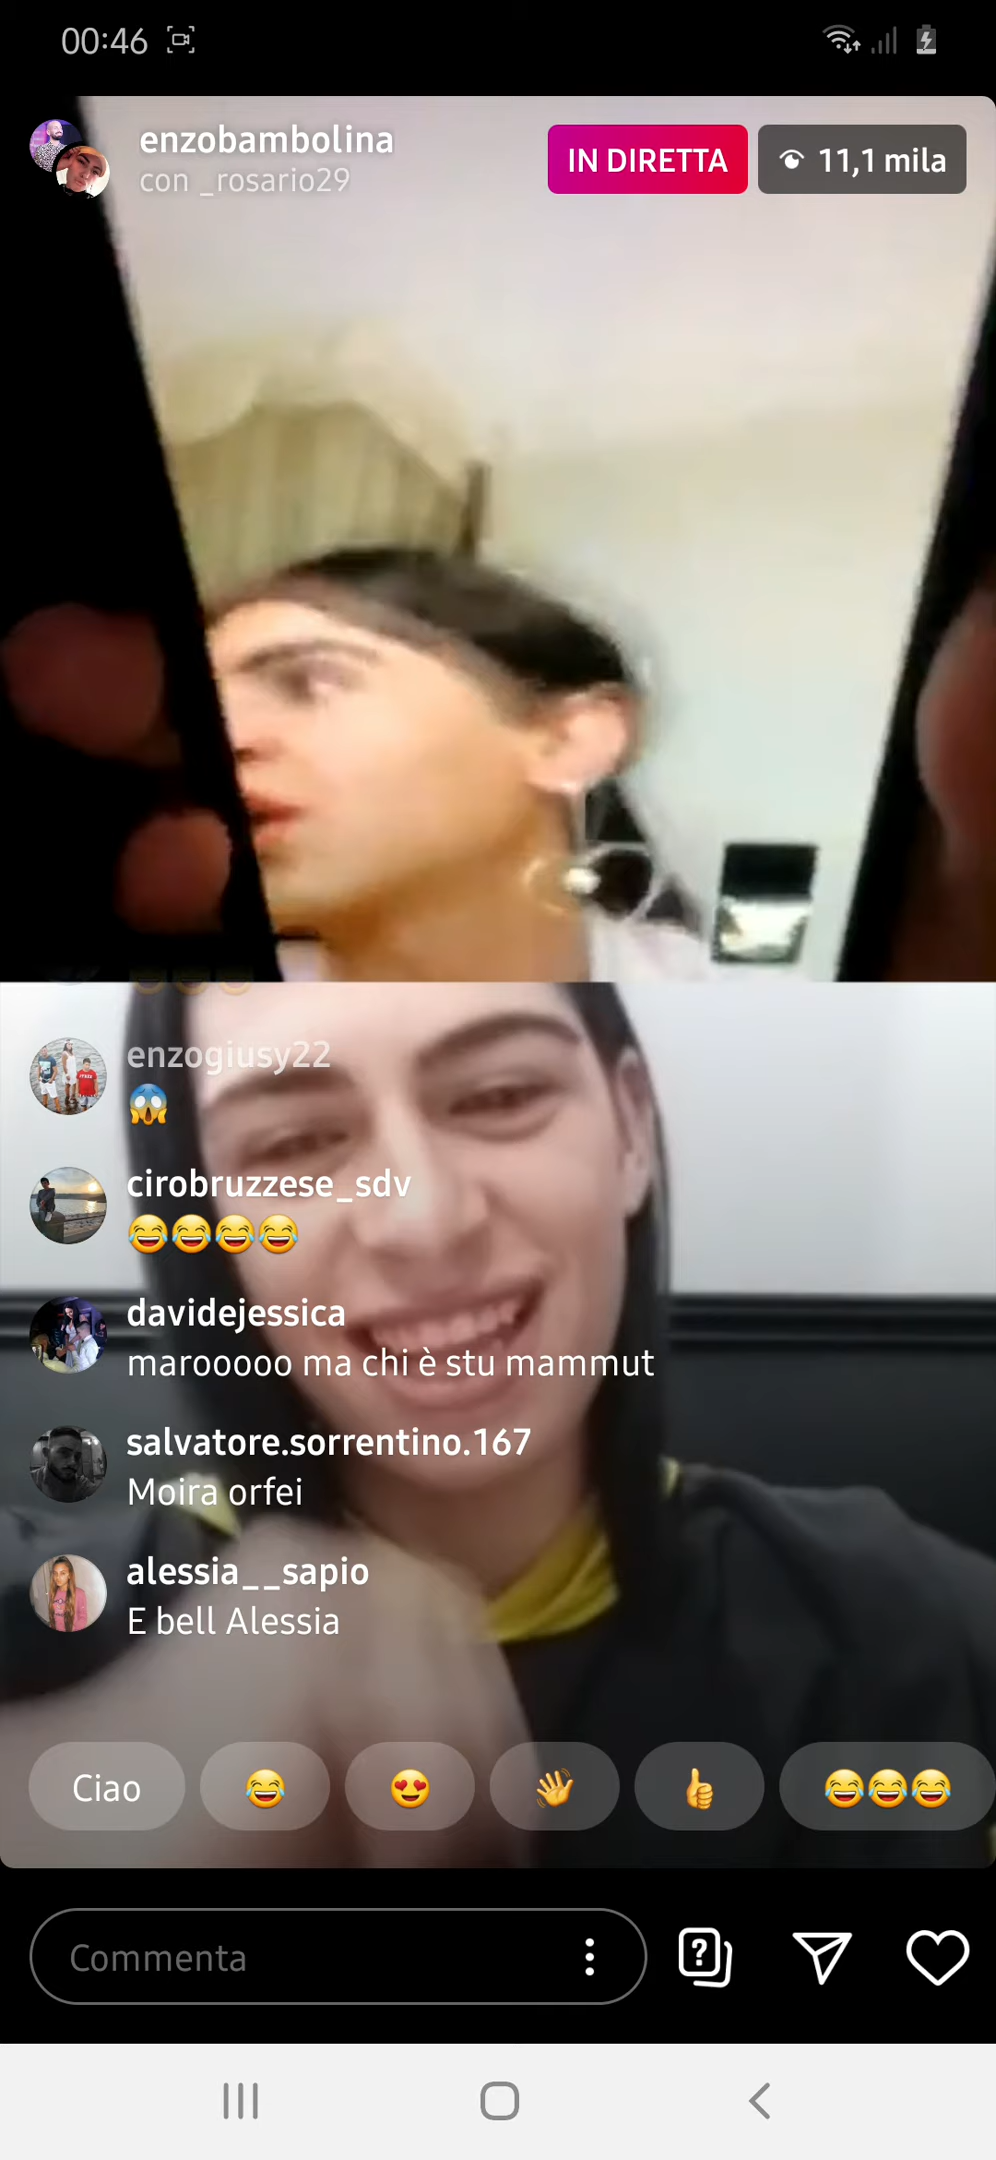 00:46
enzobambolina
con _rosario29
IN DIRETTA
11,1 mila
enzogiusy22
😱
cirobruzzese_sdv
😂😂😂😂
davidejessica
marooooo ma chi è stu mammut
salvatore.sorrentino.167
Moira orfei
alessia__sapio
E bell Alessia
Ciao 😂 😍 👋 👍 😂😂😂
Commenta